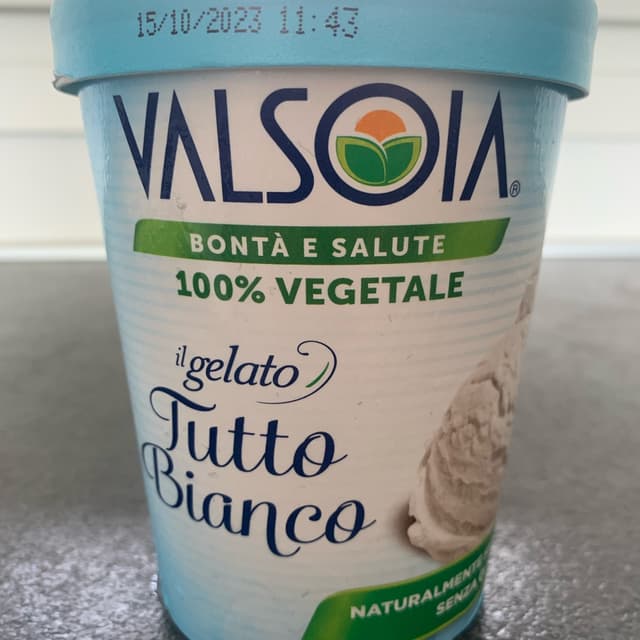 15/10/2023 11:43
VALSOIA®
BONTÀ E SALUTE
100% VEGETALE
il gelato
Tutto
Bianco
NATURALMENTE
SENZA